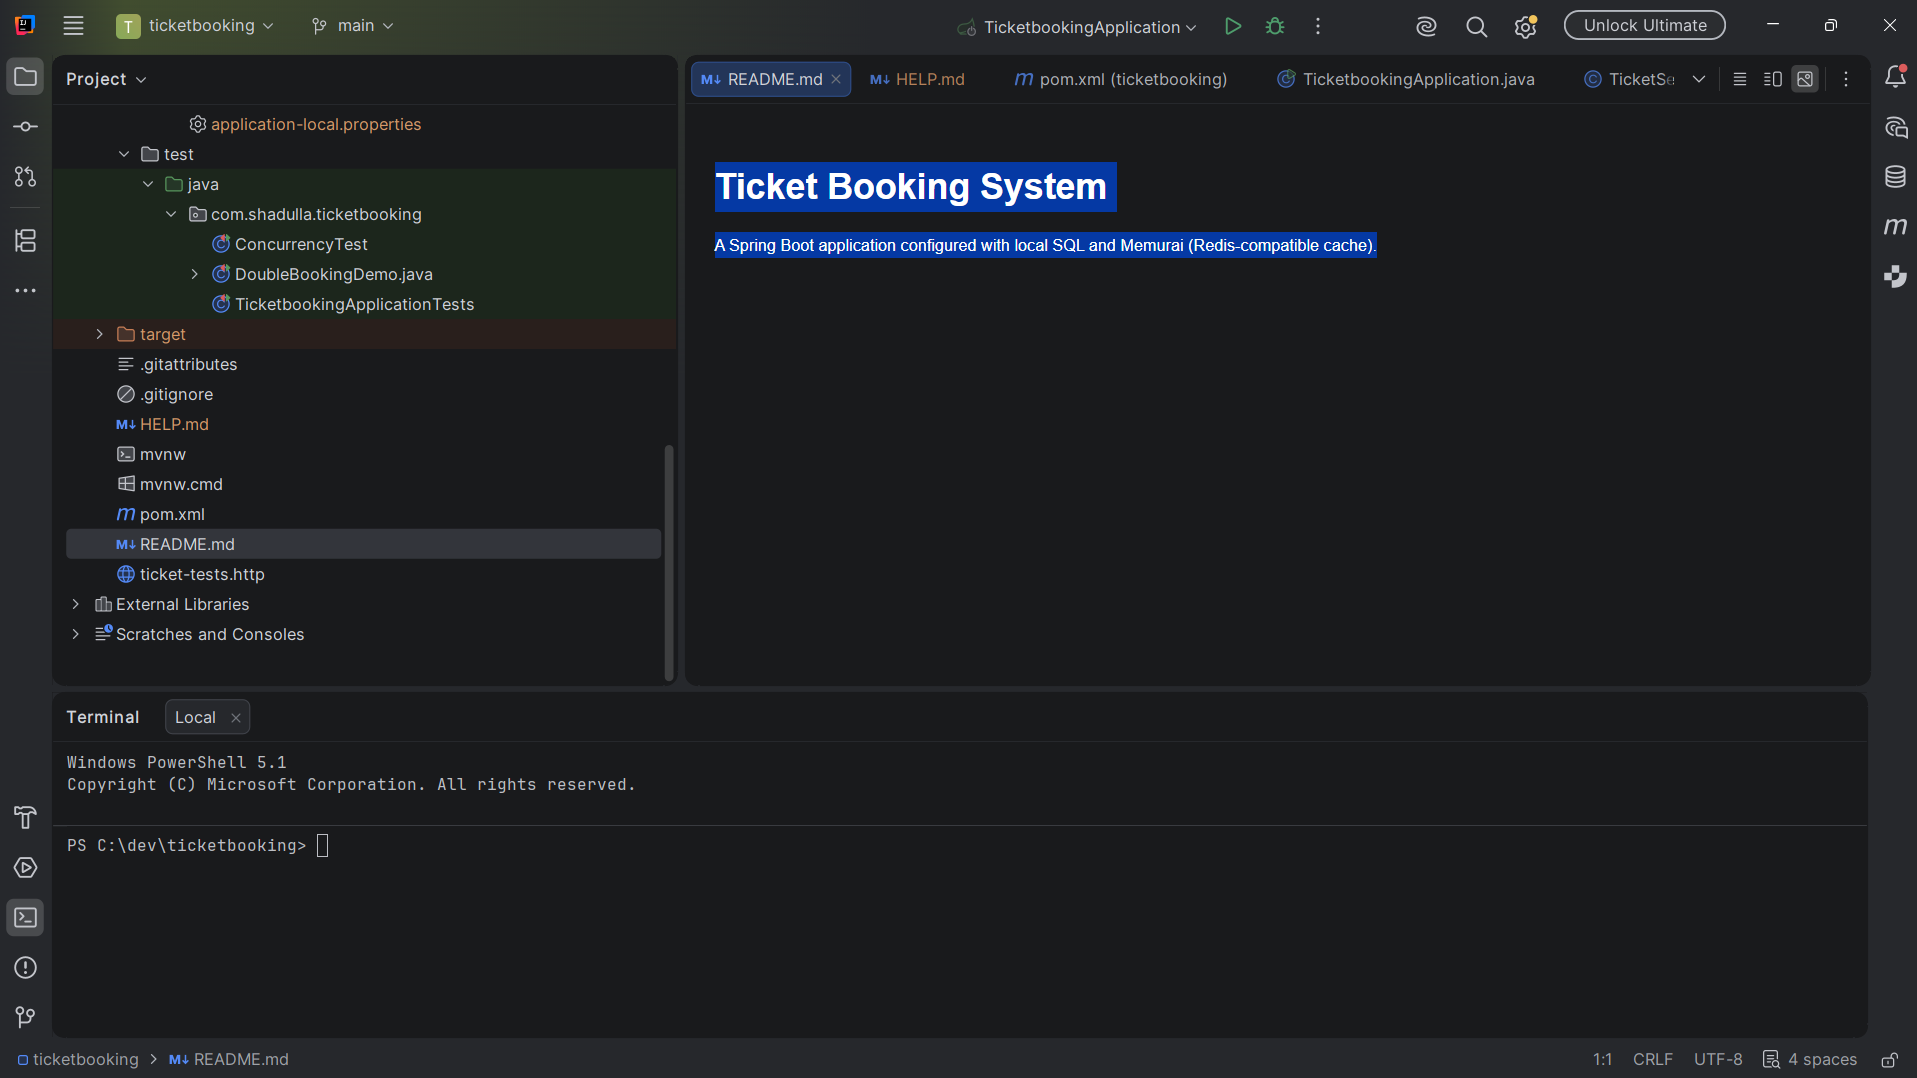 ticketbooking
main
TicketbookingApplication
Unlock Ultimate
Project
README.md
HELP.md
pom.xml (ticketbooking)
TicketbookingApplication.java
TicketSe
application-local.properties
test
java
com.shadulla.ticketbooking
ConcurrencyTest
DoubleBookingDemo.java
TicketbookingApplicationTests
target
.gitattributes
.gitignore
HELP.md
mvnw
mvnw.cmd
pom.xml
README.md
ticket-tests.http
External Libraries
Scratches and Consoles
Ticket Booking System
A Spring Boot application configured with local SQL and Memurai (Redis-compatible cache).
Terminal
Local
Windows PowerShell 5.1
Copyright (C) Microsoft Corporation. All rights reserved.
PS C:\dev\ticketbooking>
ticketbooking > README.md
1:1
CRLF
UTF-8
4 spaces